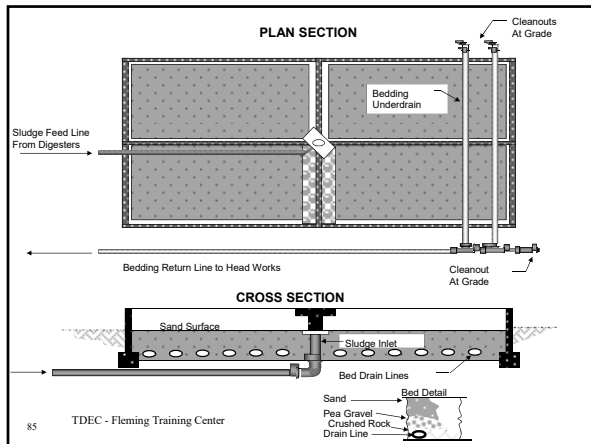 PLAN SECTION
Cleanouts
At Grade
Bedding
Underdrain
Sludge Feed Line
From Digesters
Bedding Return Line to Head Works
Cleanout
At Grade
CROSS SECTION
Sand Surface
Sludge Inlet
Bed Drain Lines
Bed Detail
Sand
Pea Gravel
Crushed Rock
Drain Line
85
TDEC - Fleming Training Center